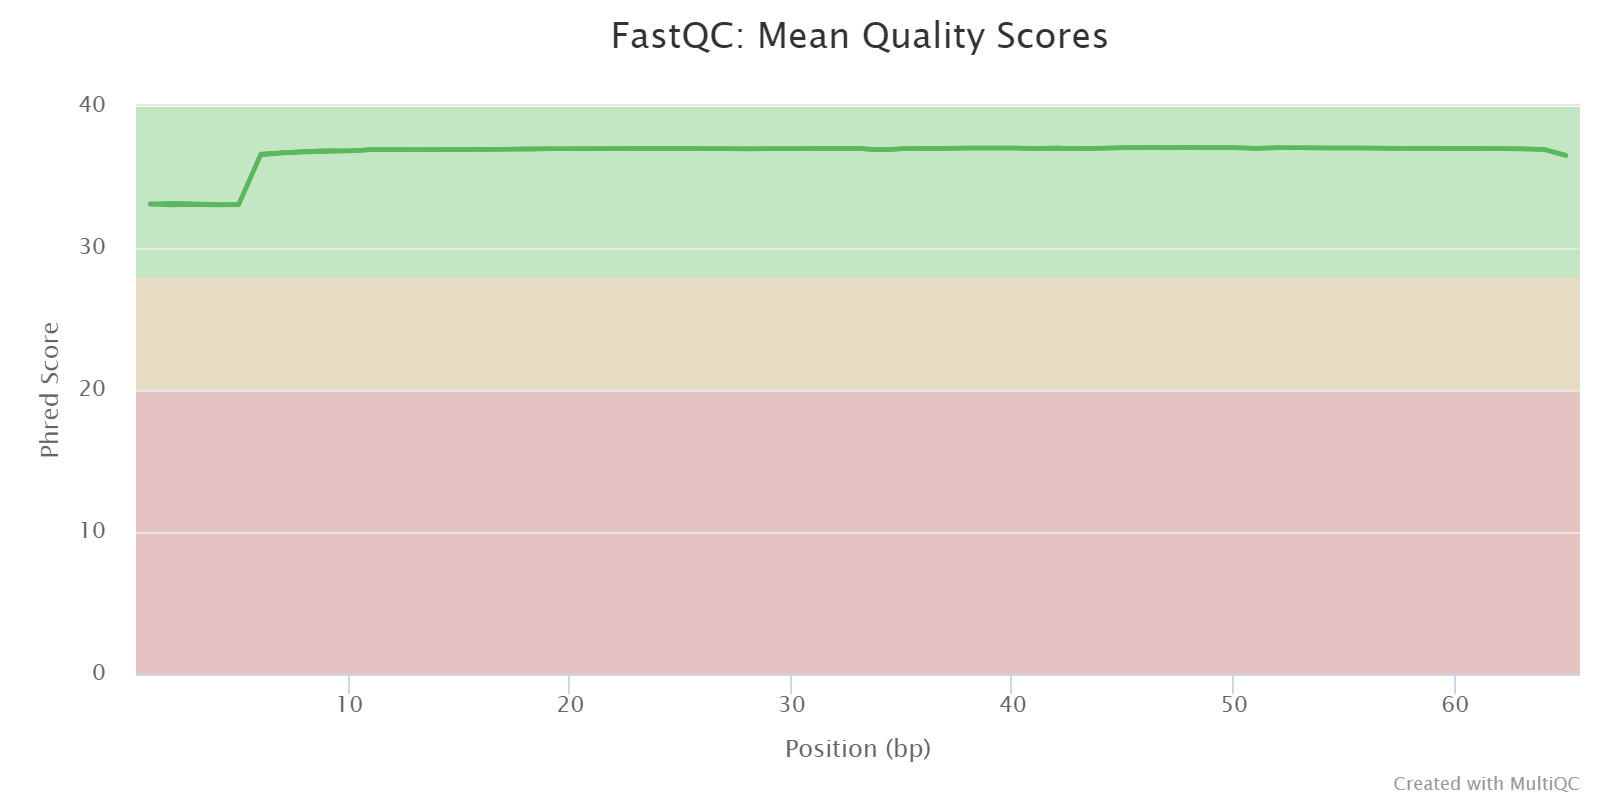 FastQC: Mean Quality Scores
40
30
20
10
0
Phred Score
10 20 30 40 50 60
Position (bp)
Created with MultiQC